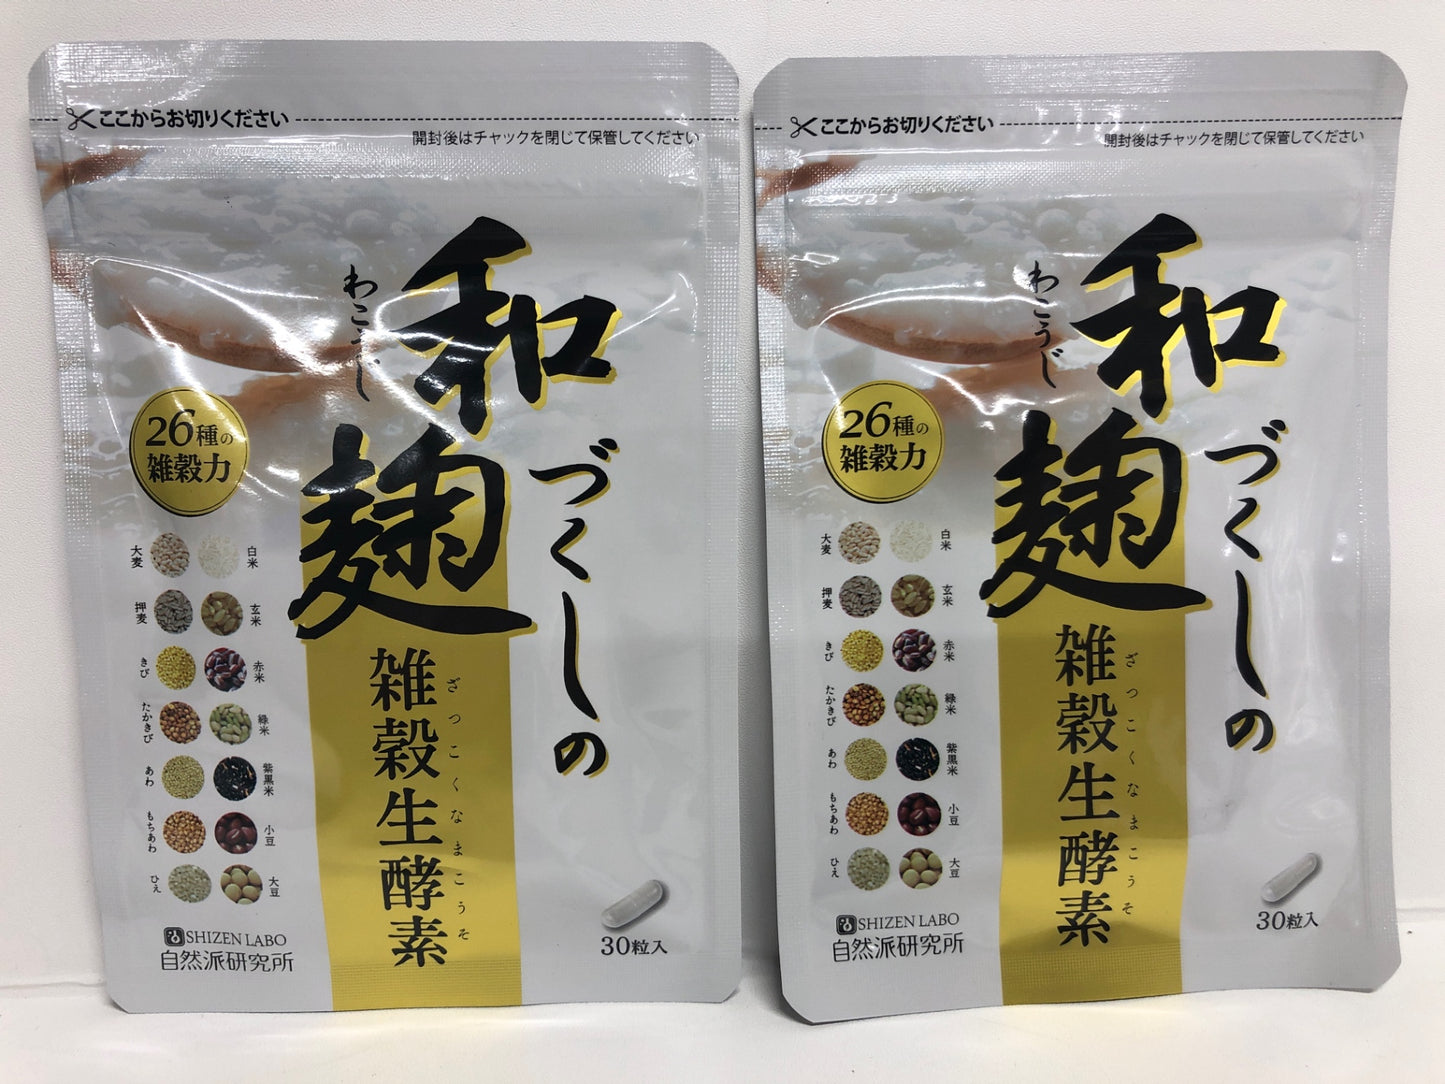 ここからお切りください
開封後はチャックを閉じて保管してください
和麹づくしの
わこうじ
雑穀生酵素
ざっこくなまこうそ
26種の
雑穀力
大麦
白米
押麦
玄米
きび
赤米
たかきび
緑米
あわ
紫黒米
もちあわ
小豆
ひえ
大豆
SHIZEN LABO
自然派研究所
30粒入
ここからお切りください
開封後はチャックを閉じて保管してください
和麹づくしの
わこうじ
雑穀生酵素
ざっこくなまこうそ
26種の
雑穀力
大麦
白米
押麦
玄米
きび
赤米
たかきび
緑米
あわ
紫黒米
もちあわ
小豆
ひえ
大豆
SHIZEN LABO
自然派研究所
30粒入